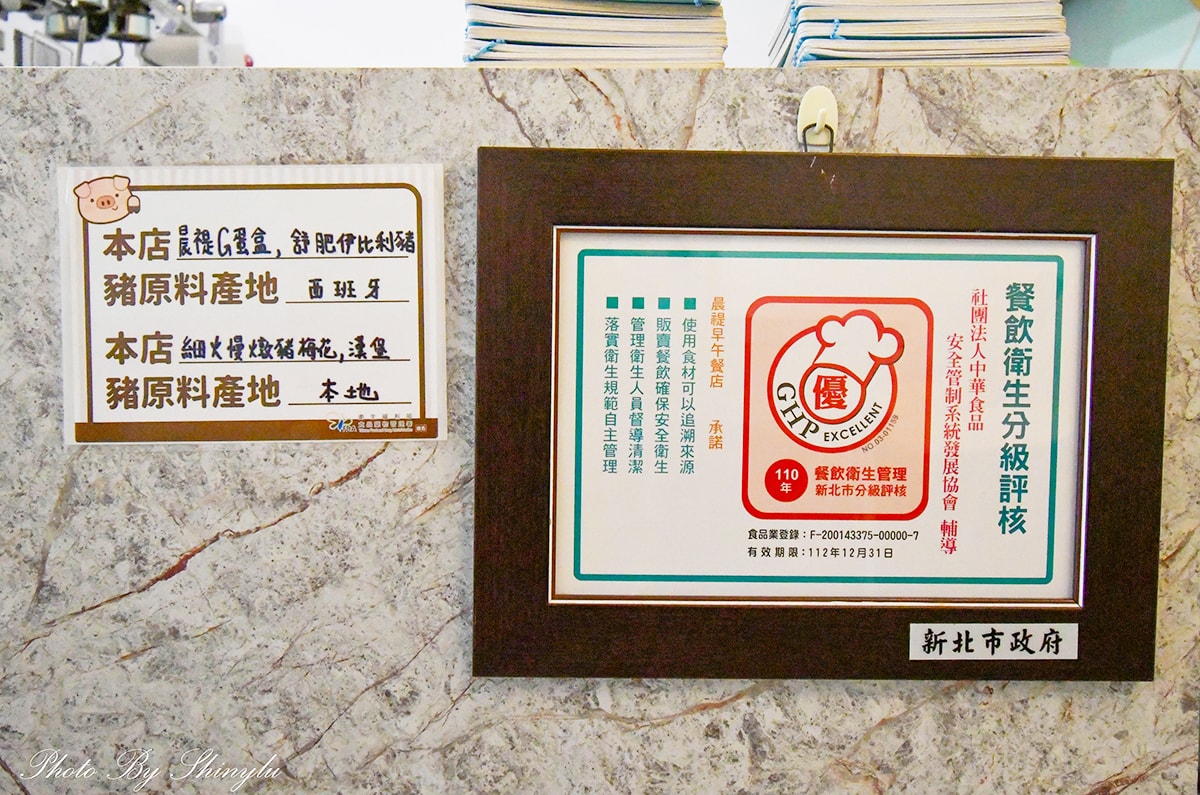 本店晨禔G蛋盒, 舒肥伊比利豬
豬原料產地 西班牙
本店細火慢燉豬梅花,漢堡
豬原料產地 本地
餐飲衛生分級評核
社團法人中華食品
安全管制系統發展協會 輔導
優
GHP EXCELLENT
NO.03-01159
110年
餐飲衛生管理
新北市分級評核
食品業登錄:F-200143375-00000-7
有效期限:112年12月31日
晨禔早午餐店 承諾
■使用食材可以追溯來源
■販賣餐飲確保安全衛生
■管理衛生人員督導清潔
■落實衛生規範自主管理
新北市政府
Photo By Shinylu